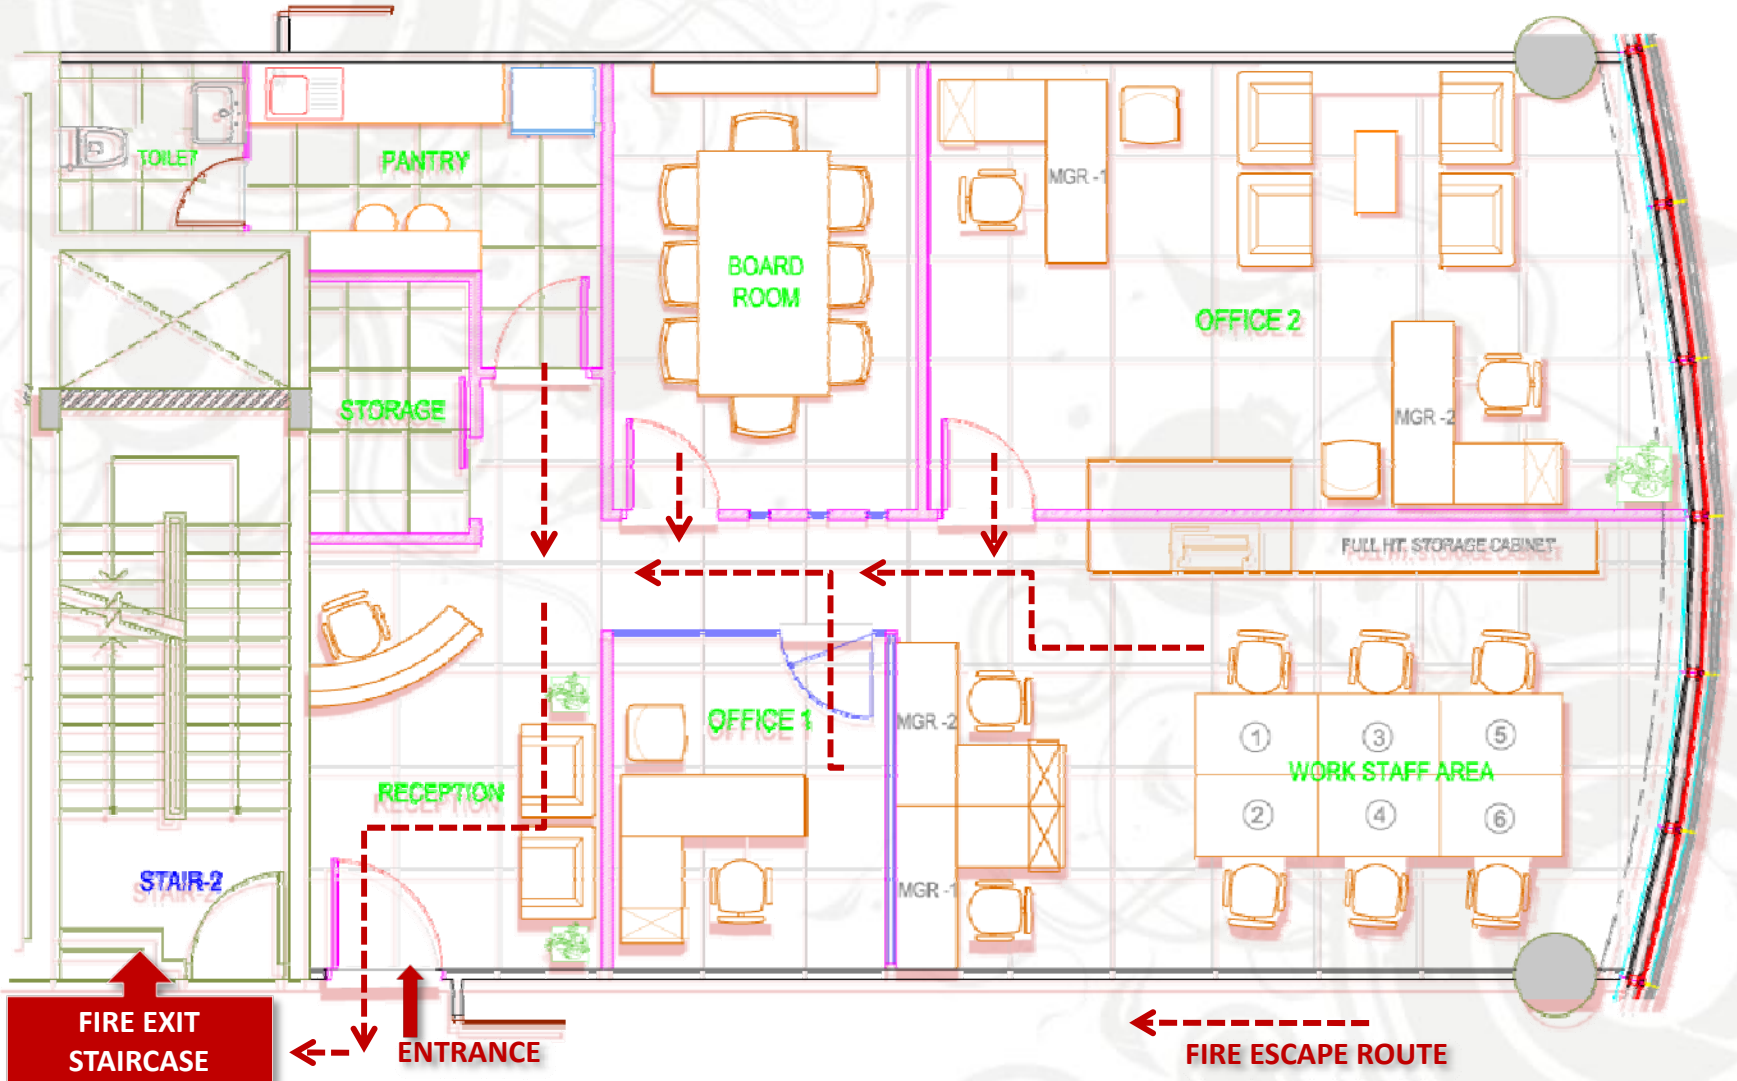 TOILET
PANTRY
MGR -1
BOARD
ROOM
OFFICE 2
STORAGE
MGR -2
FULL HT. STORAGE CABINET
OFFICE 1
MGR -2
1
3
5
RECEPTION
WORK STAFF AREA
2
4
6
STAIR-2
MGR -1
FIRE EXIT
STAIRCASE
ENTRANCE
FIRE ESCAPE ROUTE